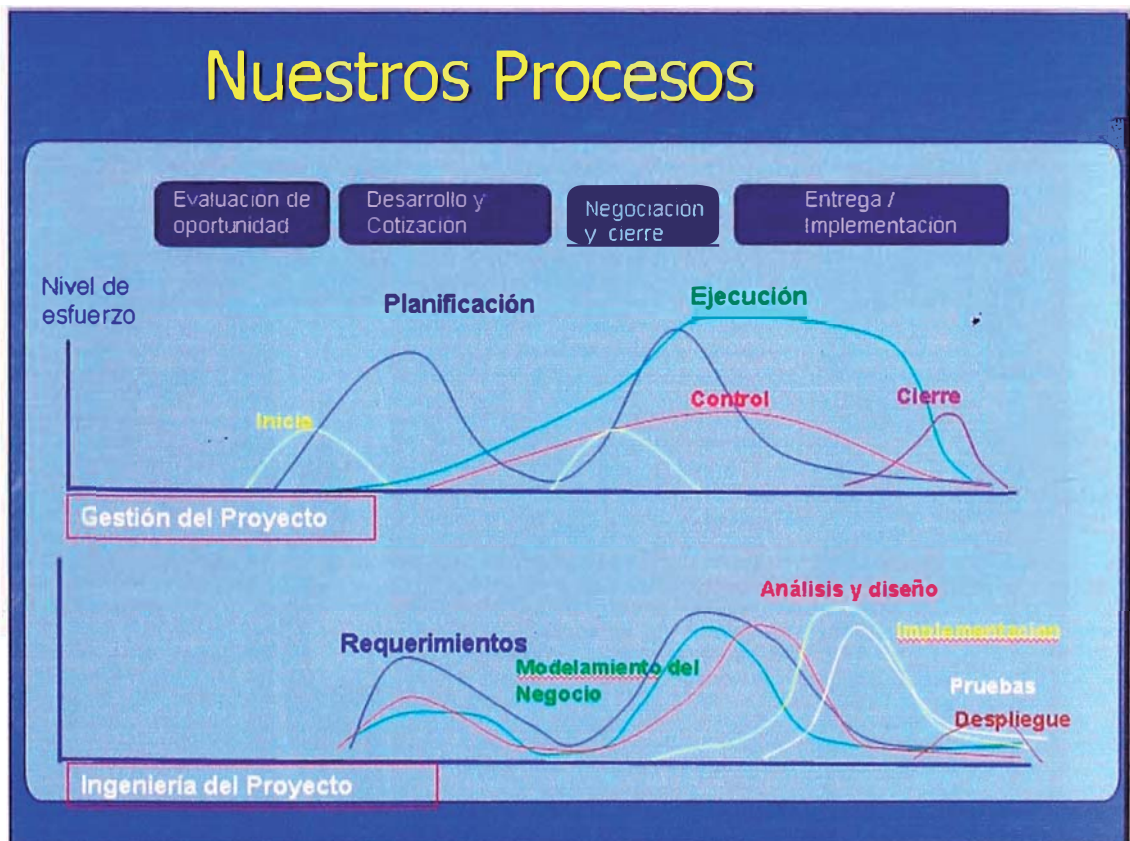 Nuestros Procesos
Evaluación de
oportunidad
Desarrollo y
Cotización
Negociación
y cierre
Entrega /
Implementación
Nivel de
esfuerzo
Planificación
Ejecución
Inicio
Control
Cierre
Gestión del Proyecto
Análisis y diseño
Requerimientos
Implementacion
Modelamiento del
Negocio
Pruebas
Despliegue
Ingeniería del Proyecto